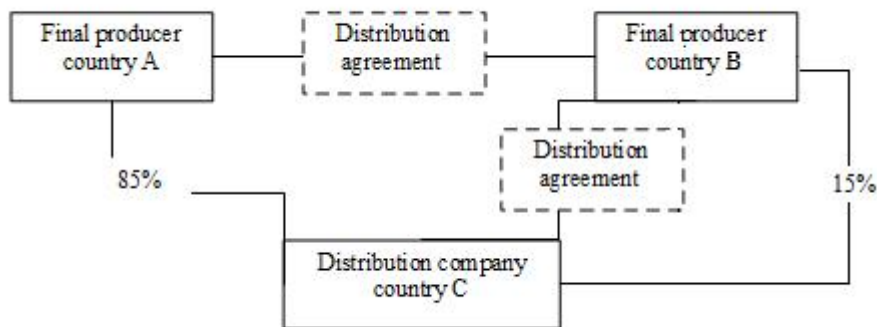 Final producer
country A
Distribution
agreement
Final producer
country B
Distribution
agreement
85%
15%
Distribution company
country C